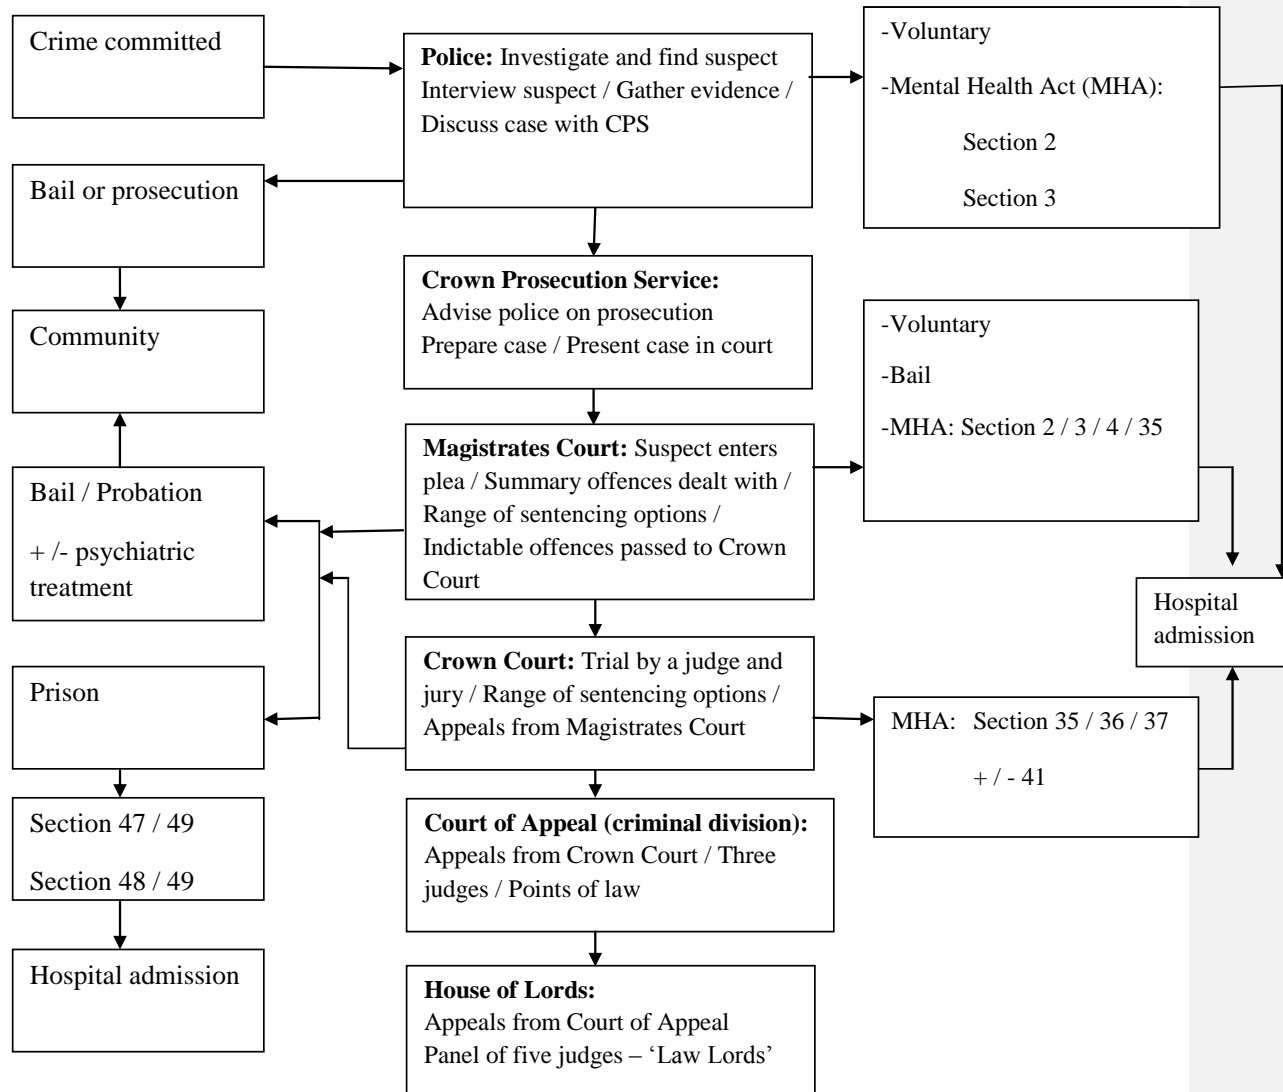 Crime committed
Police: Investigate and find suspect
Interview suspect / Gather evidence /
Discuss case with CPS
-Voluntary
-Mental Health Act (MHA):
Section 2
Section 3
Bail or prosecution
Crown Prosecution Service:
Advise police on prosecution
Prepare case / Present case in court
Community
-Voluntary
-Bail
-MHA: Section 2 / 3 / 4 / 35
Magistrates Court: Suspect enters
plea / Summary offences dealt with /
Range of sentencing options /
Indictable offences passed to Crown
Court
Bail / Probation
+ /- psychiatric
treatment
Hospital
admission
Crown Court: Trial by a judge and
jury / Range of sentencing options /
Appeals from Magistrates Court
Prison
MHA: Section 35 / 36 / 37
+ / - 41
Section 47 / 49
Section 48 / 49
Court of Appeal (criminal division):
Appeals from Crown Court / Three
judges / Points of law
Hospital admission
House of Lords:
Appeals from Court of Appeal
Panel of five judges – ‘Law Lords’